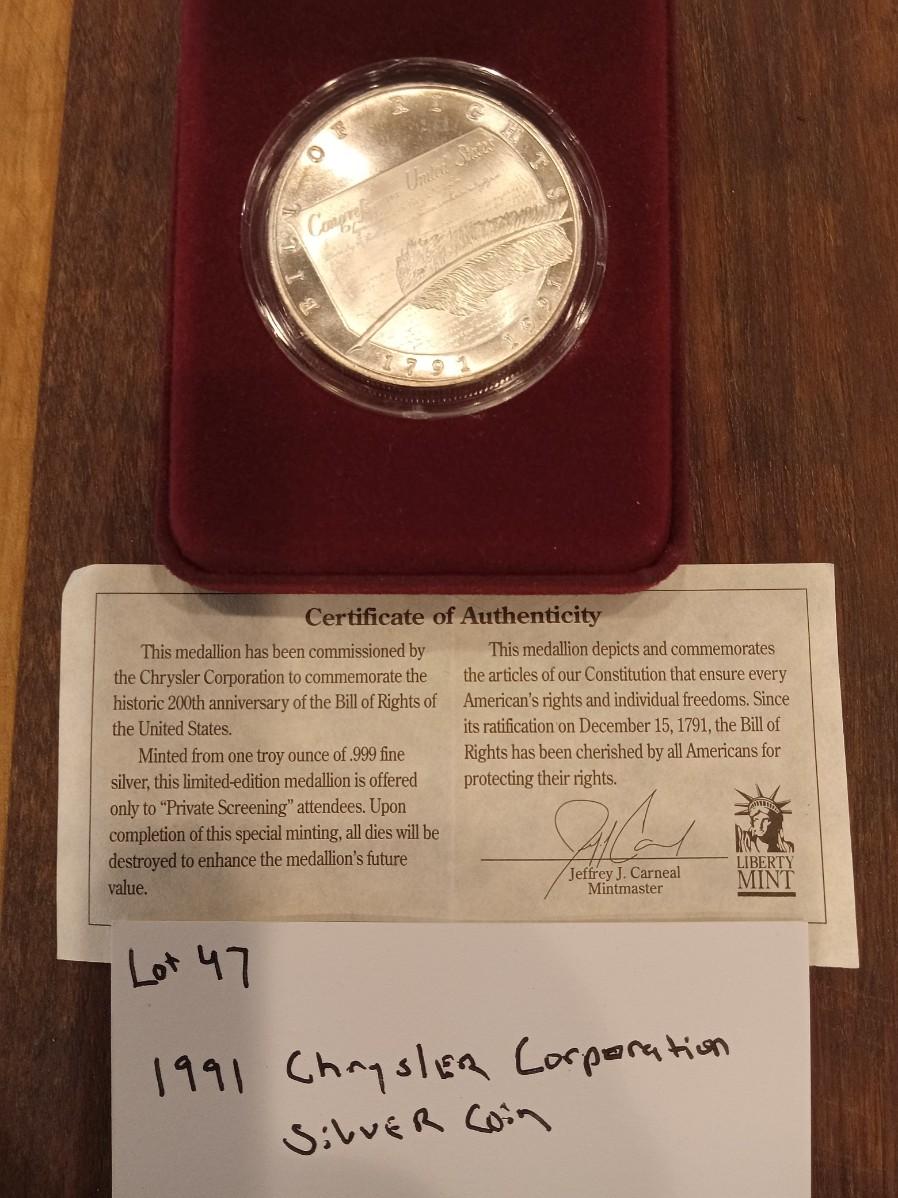 BILL OF RIGHTS
Congress
of
United States
1791 1991
Certificate of Authenticity
This medallion has been commissioned by
the Chrysler Corporation to commemorate the
historic 200th anniversary of the Bill of Rights of
the United States.
Minted from one troy ounce of .999 fine
silver, this limited-edition medallion is offered
only to “Private Screening” attendees. Upon
completion of this special minting, all dies will be
destroyed to enhance the medallion’s future
value.
This medallion depicts and commemorates
the articles of our Constitution that ensure every
American’s rights and individual freedoms. Since
its ratification on December 15, 1791, the Bill of
Rights has been cherished by all Americans for
protecting their rights.
Jeffrey J. Carneal
Mintmaster
LIBERTY
MINT
Lot 47
1991 Chrysler Corporation
Silver Coin